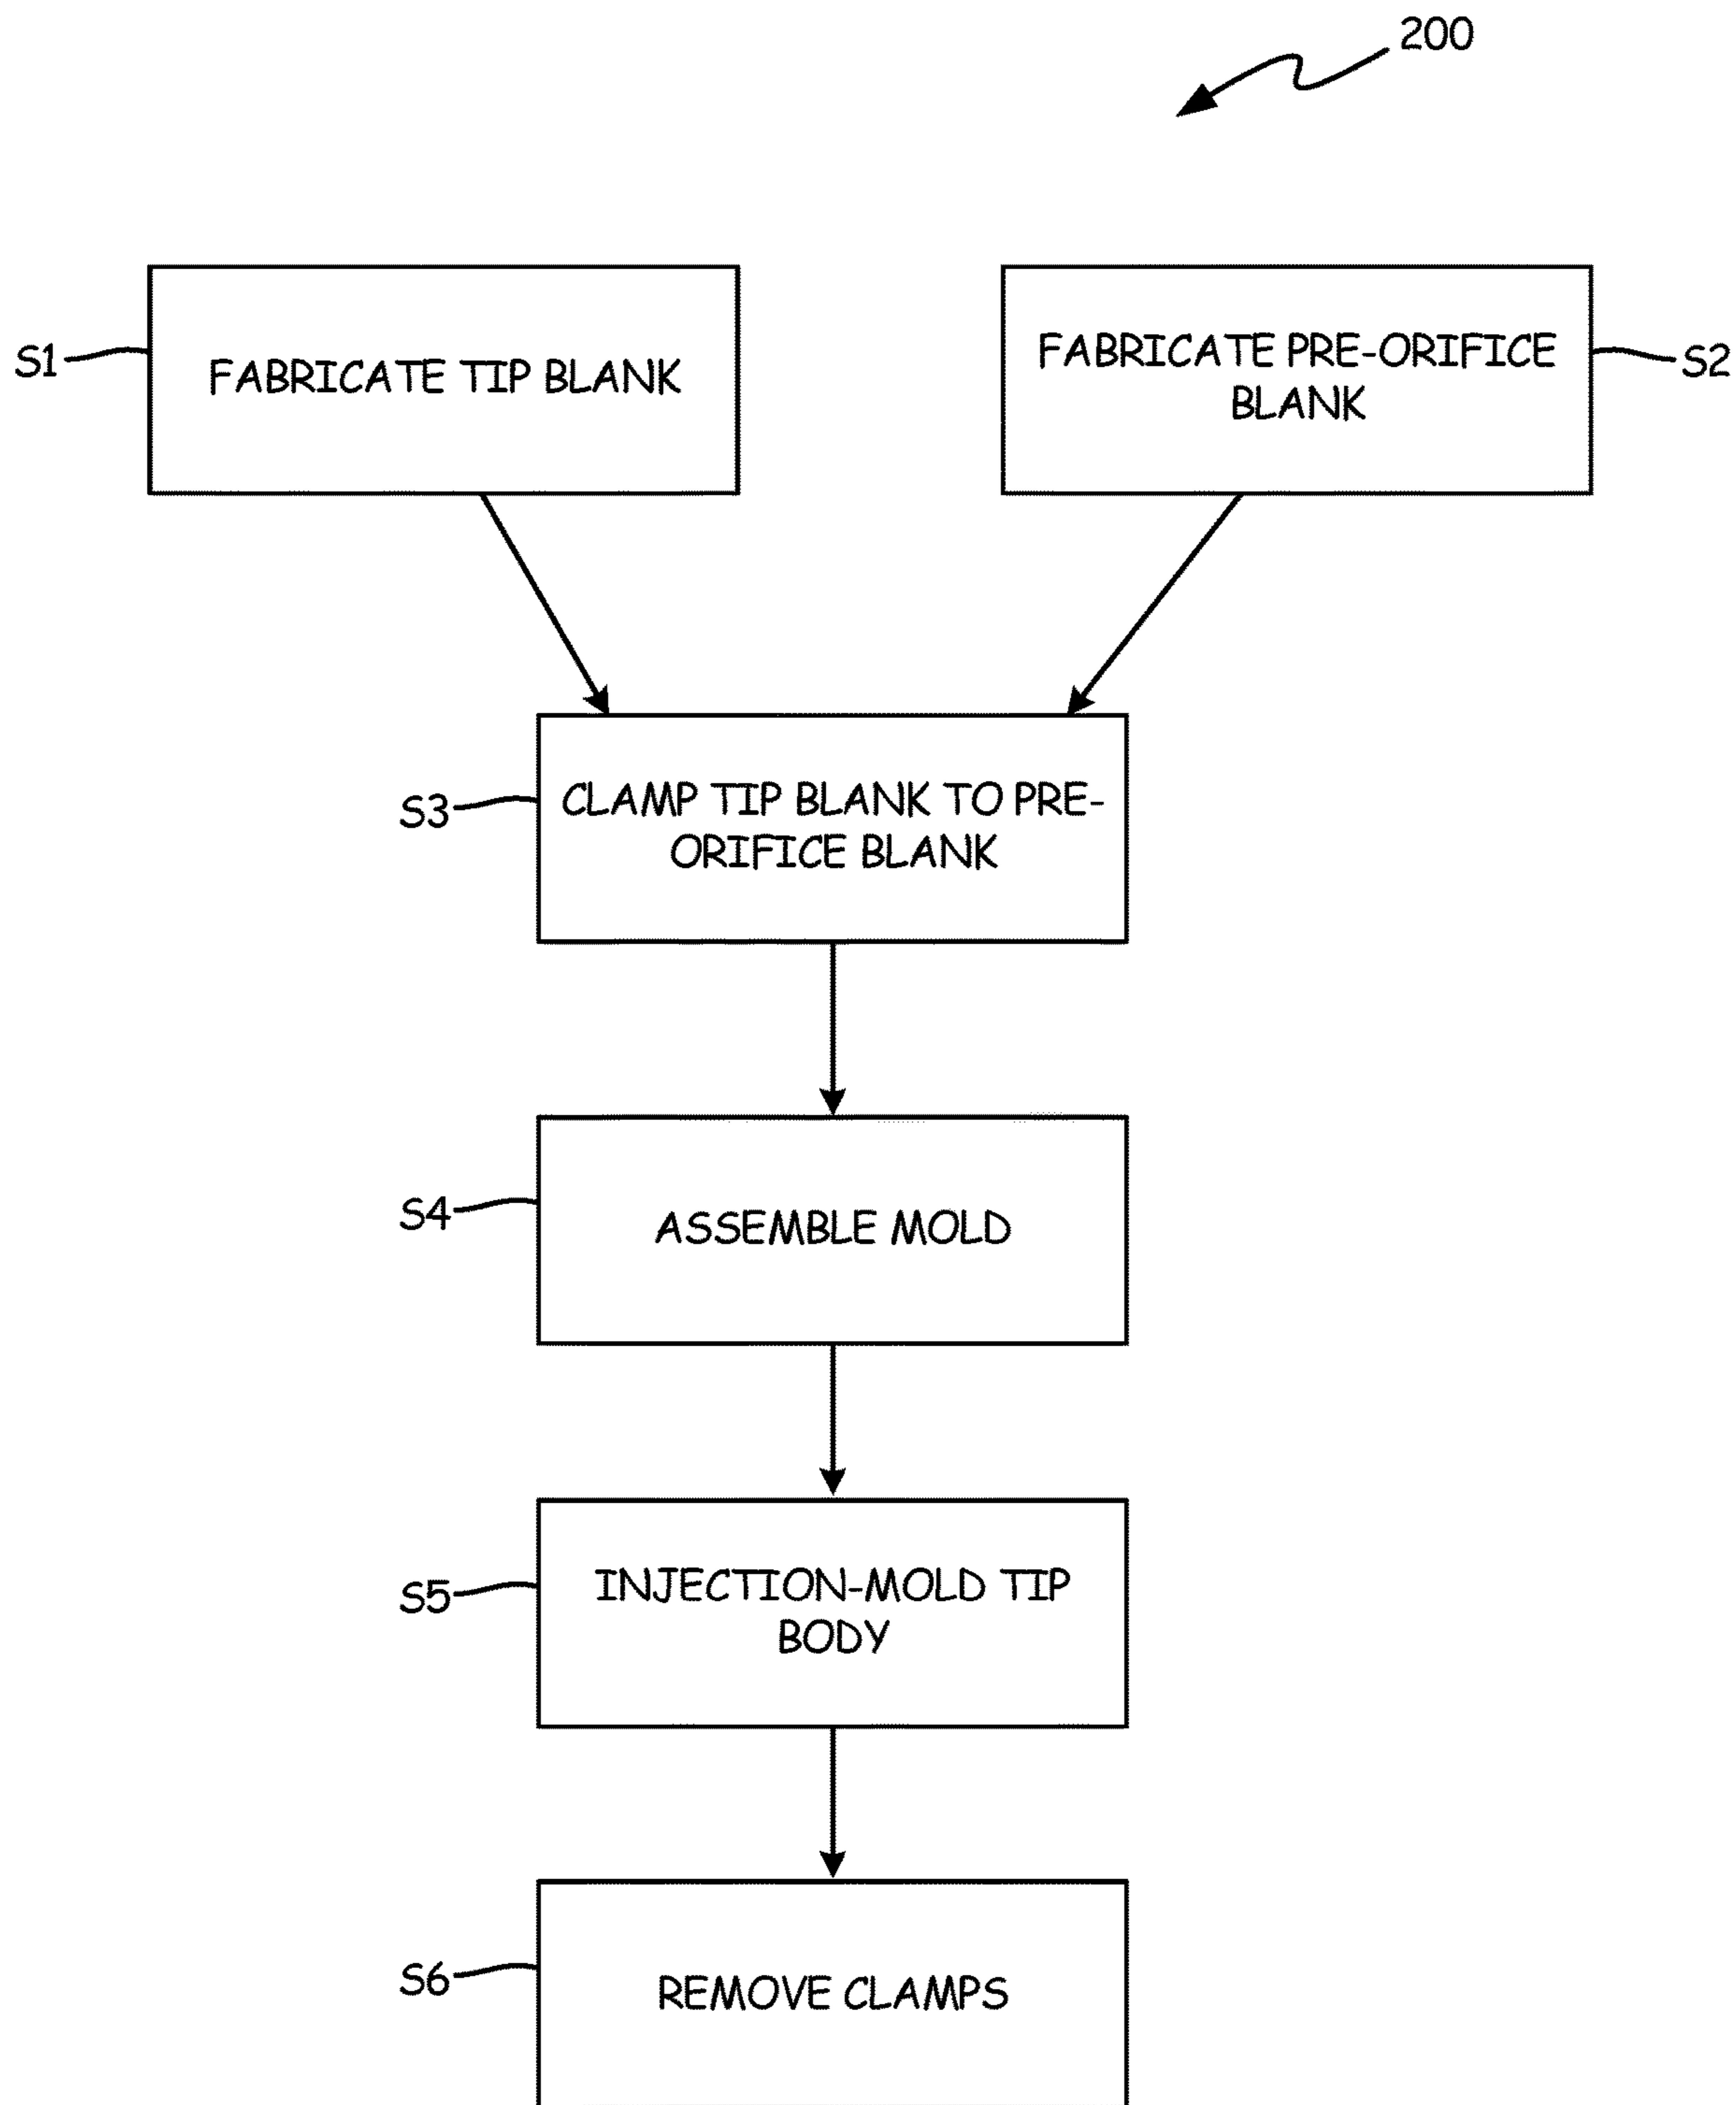 200
S1
FABRICATE TIP BLANK
FABRICATE PRE-ORIFICE
BLANK
S2
S3
CLAMP TIP BLANK TO PRE-
ORIFICE BLANK
S4
ASSEMBLE MOLD
S5
INJECTION-MOLD TIP
BODY
S6
REMOVE CLAMPS